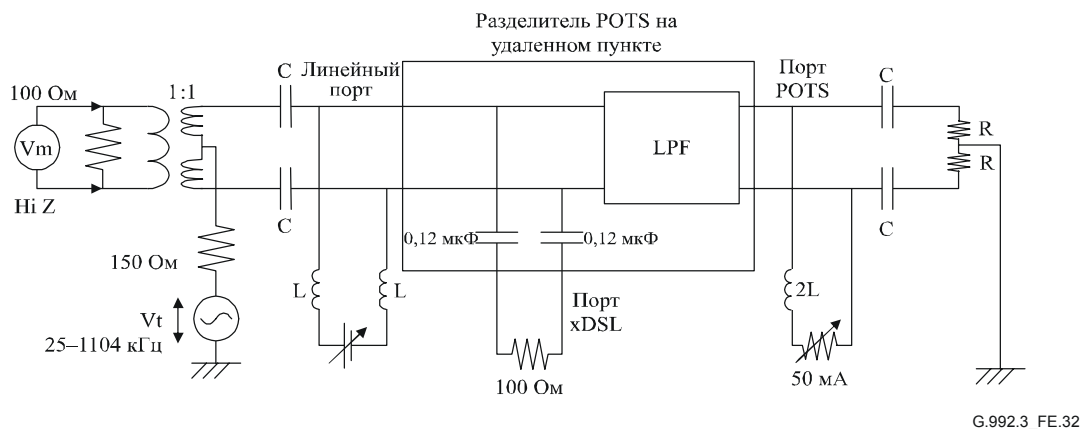 Разделитель POTS на
удаленном пункте
C
Линейный
порт
Порт
POTS
C
100 Ом
1:1
Vm
LPF
R
R
Hi Z
C
C
0,12 мкФ
0,12 мкФ
150 Ом
L
L
Порт
xDSL
2L
Vt
25–1104 кГц
100 Ом
50 мА
G.992.3 FE.32